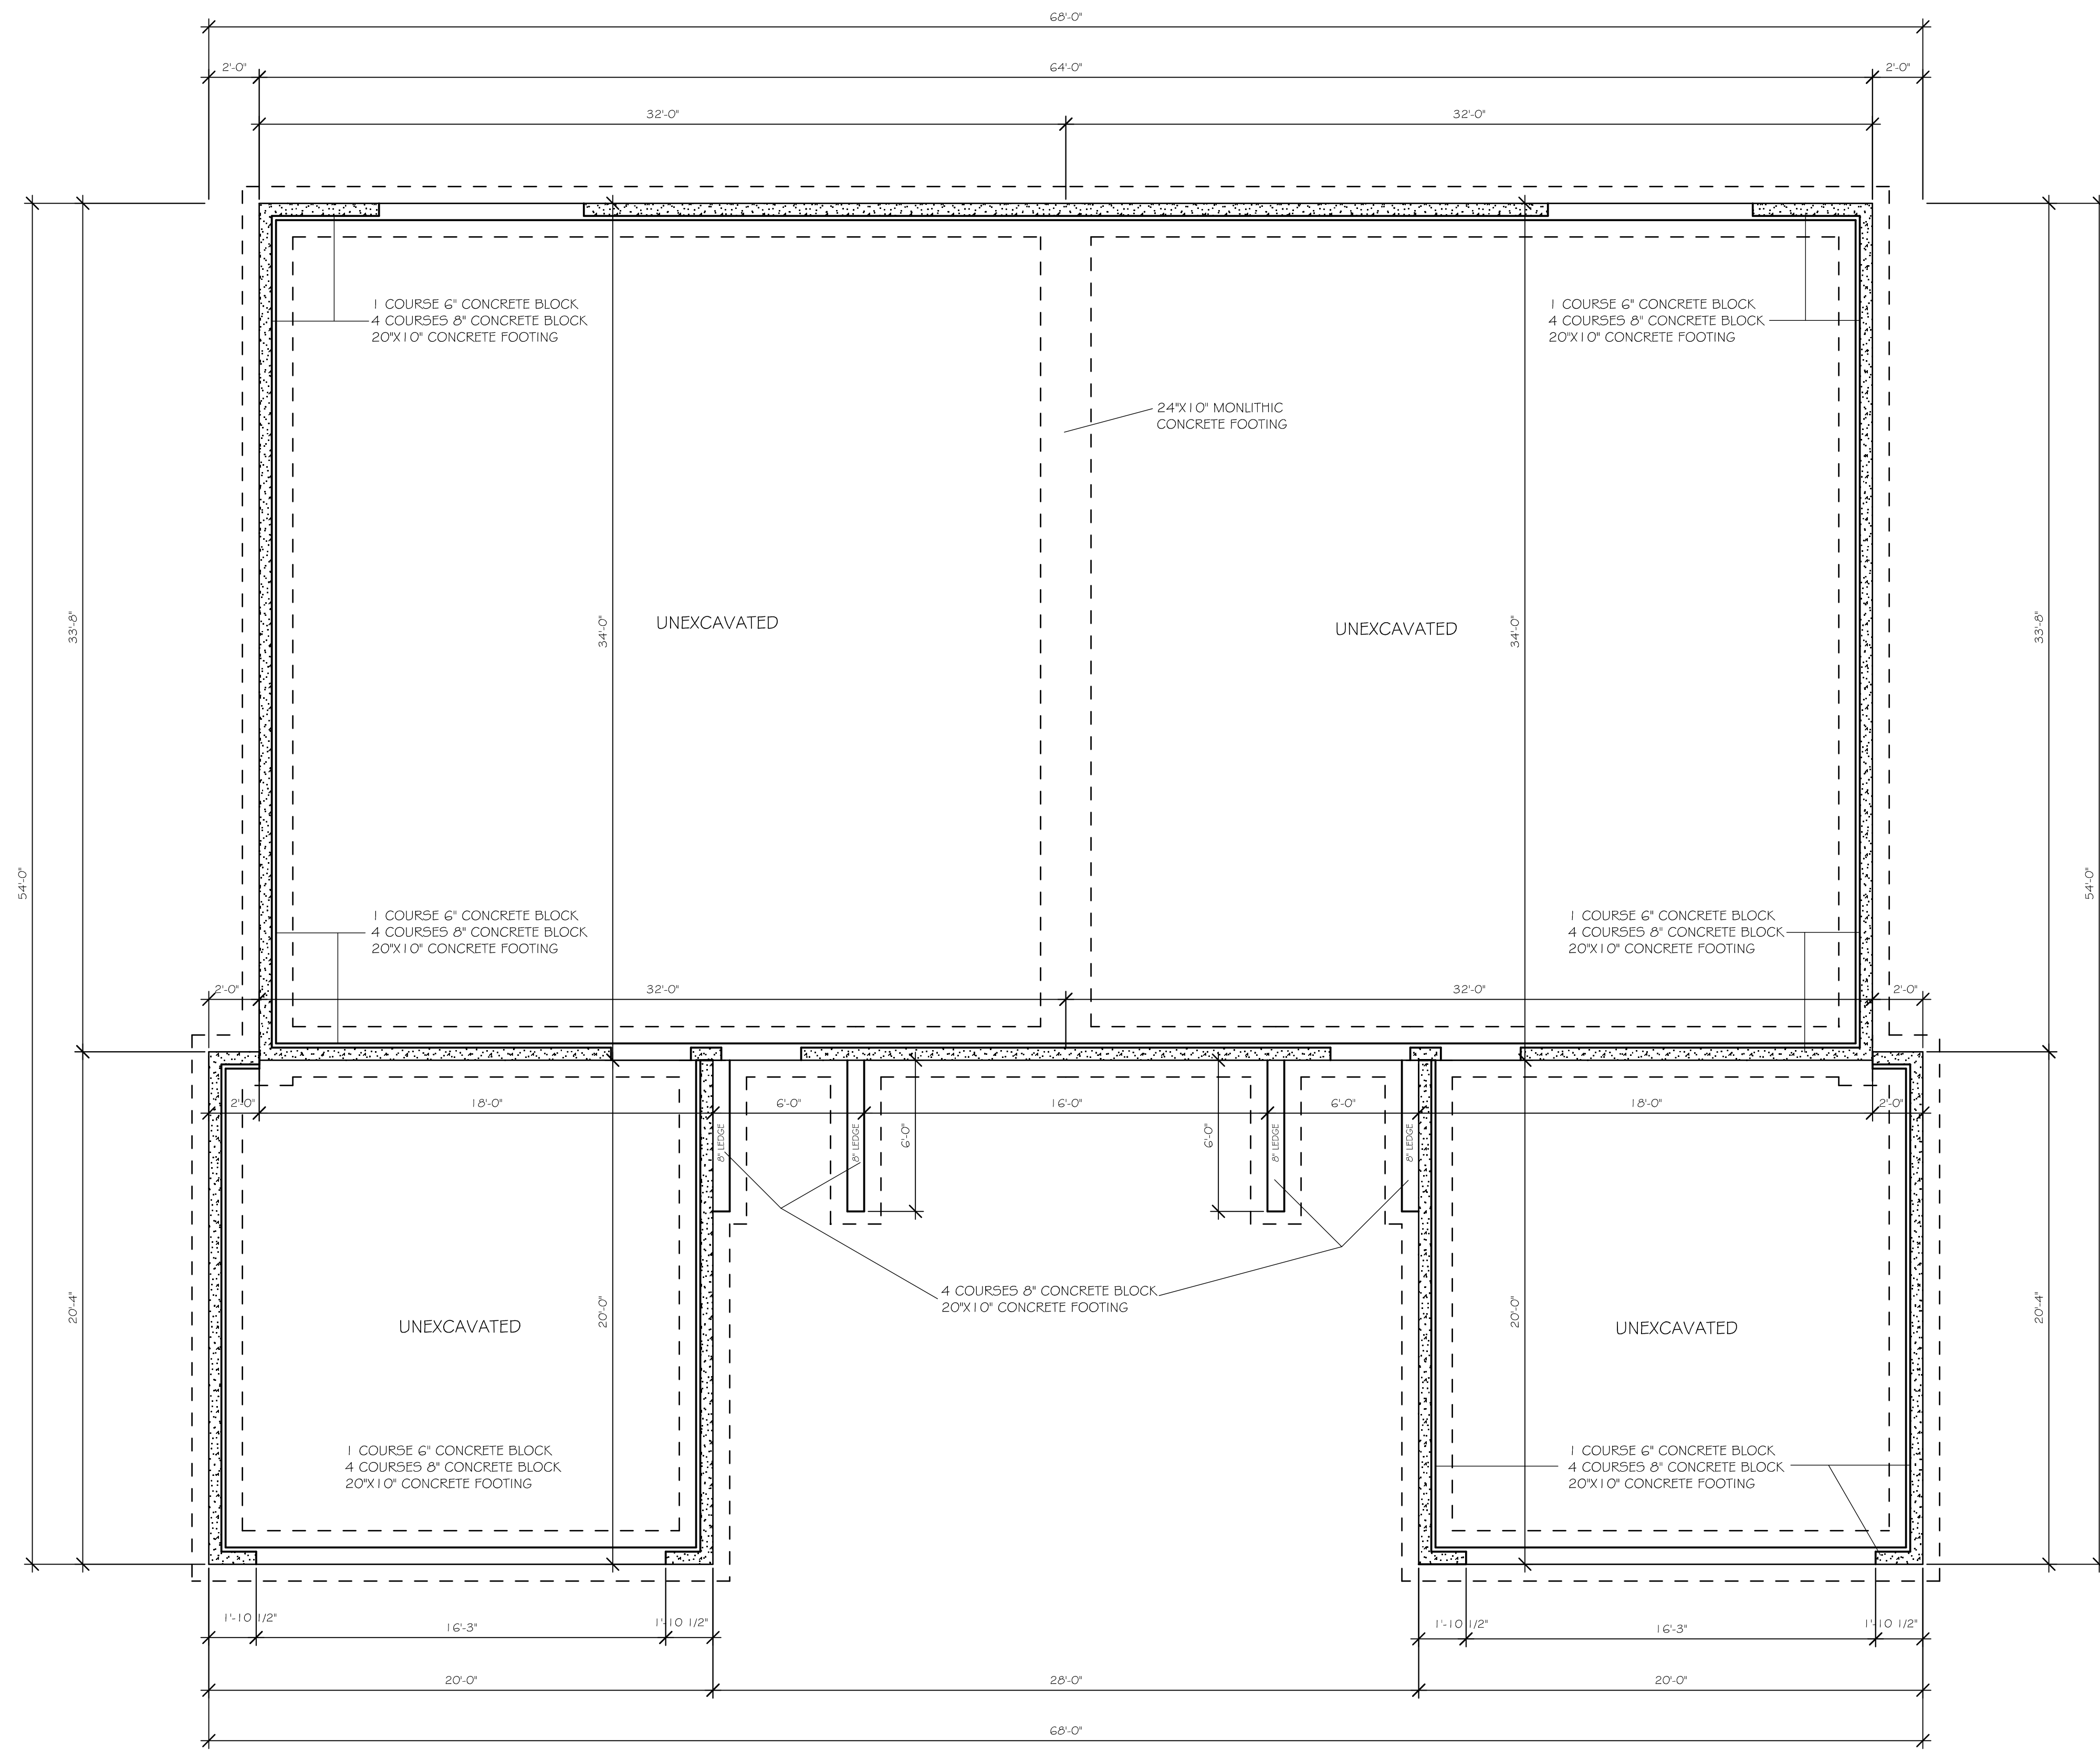 68'-0"
2'-0" 64'-0" 2'-0"
32'-0" 32'-0"
1 COURSE 6" CONCRETE BLOCK
4 COURSES 8" CONCRETE BLOCK
20"X10" CONCRETE FOOTING
1 COURSE 6" CONCRETE BLOCK
4 COURSES 8" CONCRETE BLOCK
20"X10" CONCRETE FOOTING
24"X10" MONLITHIC
CONCRETE FOOTING
33'-8"
34'-0"
UNEXCAVATED
UNEXCAVATED
34'-0"
33'-8"
54'-0"
54'-0"
1 COURSE 6" CONCRETE BLOCK
4 COURSES 8" CONCRETE BLOCK
20"X10" CONCRETE FOOTING
1 COURSE 6" CONCRETE BLOCK
4 COURSES 8" CONCRETE BLOCK
20"X10" CONCRETE FOOTING
2'-0" 32'-0" 32'-0" 2'-0"
2'-0" 18'-0" 6'-0" 16'-0" 6'-0" 18'-0" 2'-0"
8" LEDGE
8" LEDGE
6'-0"
6'-0"
8" LEDGE
8" LEDGE
4 COURSES 8" CONCRETE BLOCK
20"X10" CONCRETE FOOTING
20'-4"
UNEXCAVATED
20'-0"
20'-0"
UNEXCAVATED
20'-4"
1 COURSE 6" CONCRETE BLOCK
4 COURSES 8" CONCRETE BLOCK
20"X10" CONCRETE FOOTING
1 COURSE 6" CONCRETE BLOCK
4 COURSES 8" CONCRETE BLOCK
20"X10" CONCRETE FOOTING
1'-10 1/2" 16'-3" 1'-10 1/2" 1'-10 1/2" 16'-3" 1'-10 1/2"
20'-0" 28'-0" 20'-0"
68'-0"